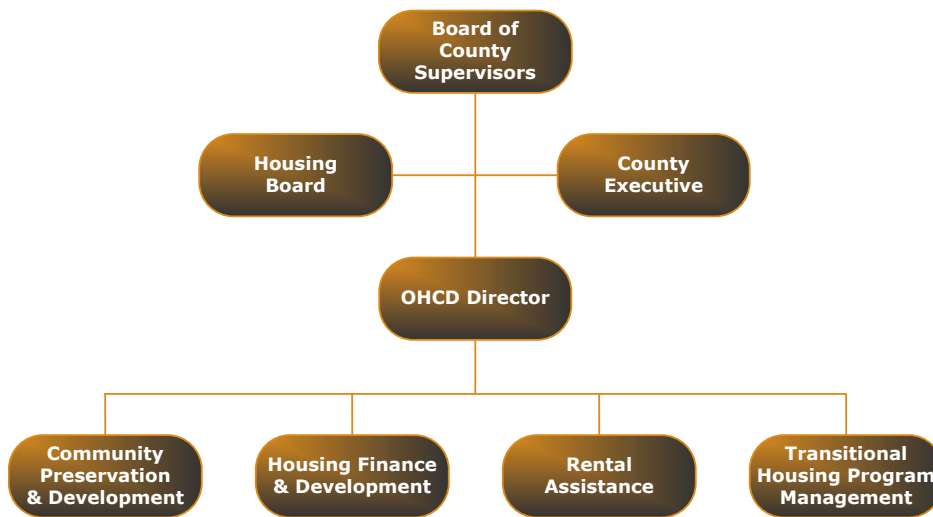 Board of
County
Supervisors
Housing
Board
County
Executive
OHCD Director
Community
Preservation
& Development
Housing Finance
& Development
Rental
Assistance
Transitional
Housing Program
Management